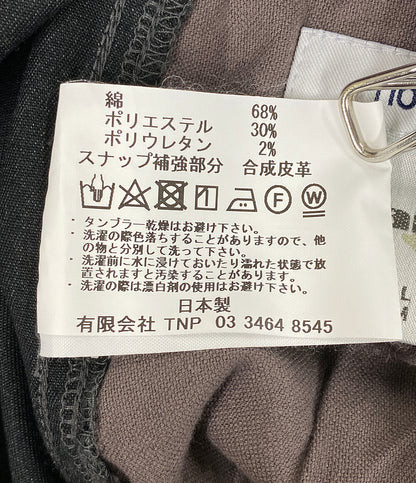 綿 68%
ポリエステル 30%
ポリウレタン 2%
スナップ補強部分 合成皮革
・タンブラー乾燥はお避け下さい。
・洗濯の際色落ちすることがありますので、他
の物と分別して洗って下さい。
・洗濯前に水に浸けておいたり濡れた状態で放
置されますと汚染することがあります。
・洗濯の際は漂白剤の使用はお避け下さい。
日本製
有限会社 TNP 03 3464 8545